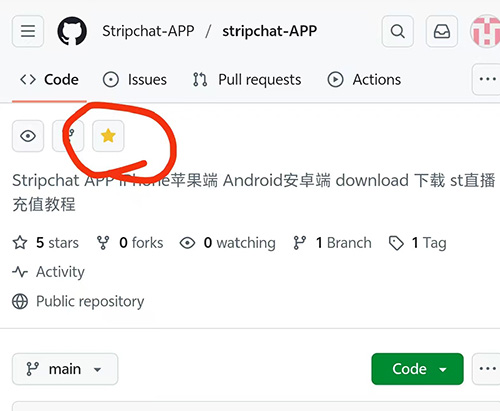 Stripchat-APP / stripchat-APP
Code Issues Pull requests Actions
Stripchat APP iPhone苹果端 Android安卓端 download 下载 st直播
充值教程
5 stars 0 forks 0 watching 1 Branch 1 Tag
Activity
Public repository
main Code